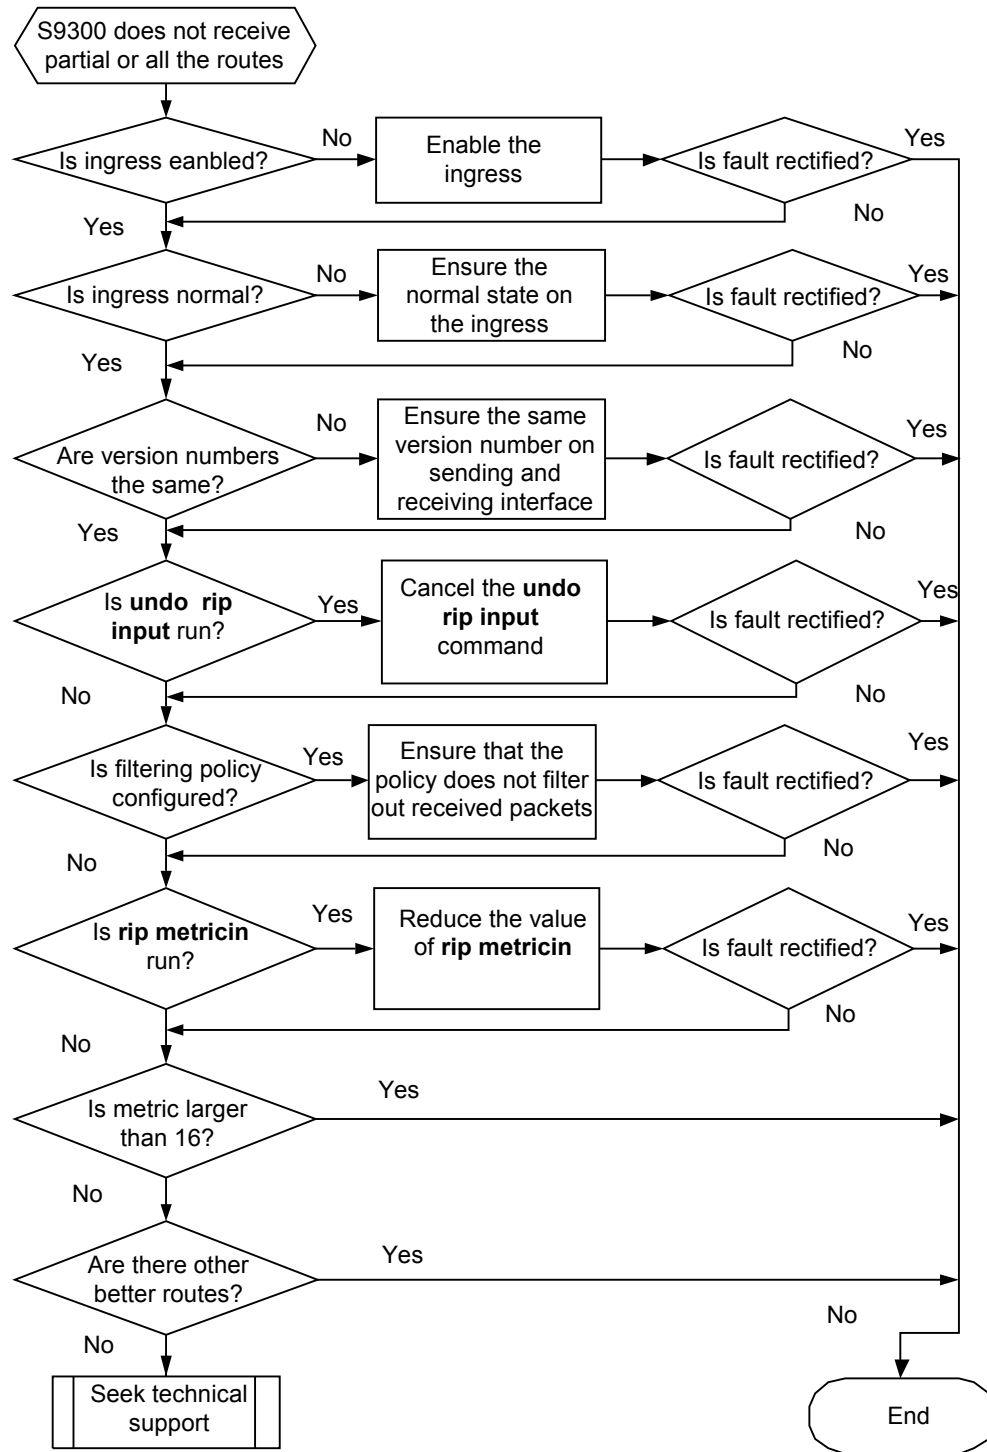 S9300 does not receive
partial or all the routes
Is ingress eanbled?
No
Enable the
ingress
Is fault rectified?
Yes
No
Yes
Is ingress normal?
No
Ensure the
normal state on
the ingress
Is fault rectified?
Yes
No
Yes
Are version numbers
the same?
No
Ensure the same
version number on
sending and
receiving interface
Is fault rectified?
Yes
No
Yes
Is undo rip
input run?
Yes
Cancel the undo
rip input
command
Is fault rectified?
Yes
No
No
Is filtering policy
configured?
Yes
Ensure that the
policy does not filter
out received packets
Is fault rectified?
Yes
No
No
Is rip metricin
run?
Yes
Reduce the value
of rip metricin
Is fault rectified?
Yes
No
No
Is metric larger
than 16?
Yes
No
Are there other
better routes?
Yes
No
No
Seek technical
support
End